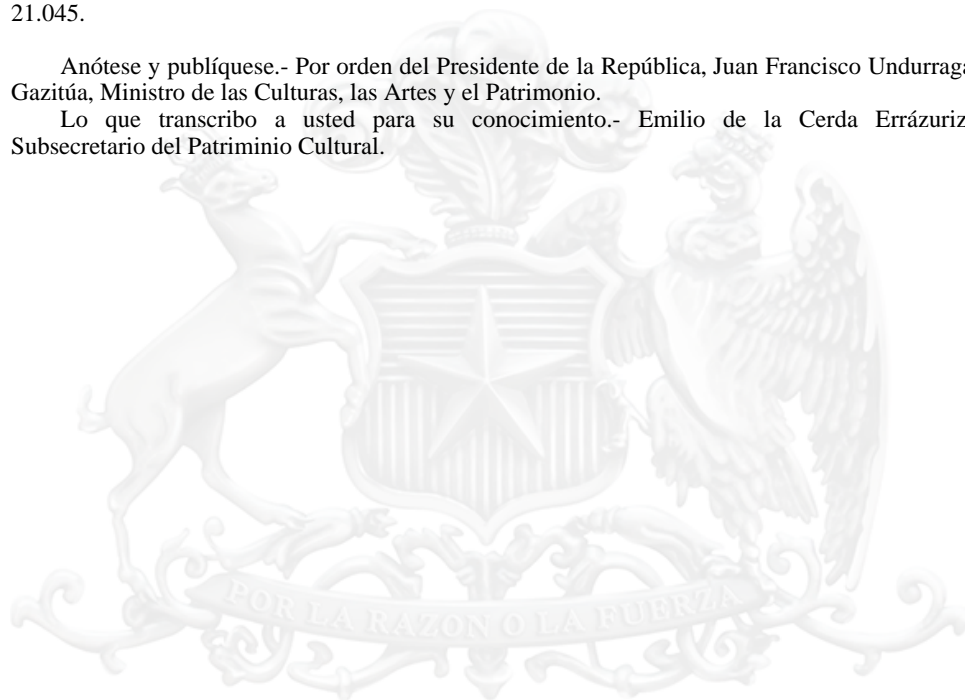 21.045.
Anótese y publíquese.- Por orden del Presidente de la República, Juan Francisco Undurraga
Gazitúa, Ministro de las Culturas, las Artes y el Patrimonio.
Lo que transcribo a usted para su conocimiento.- Emilio de la Cerda Errázuriz
Subsecretario del Patriminio Cultural.
POR LA RAZON O LA FUERZA